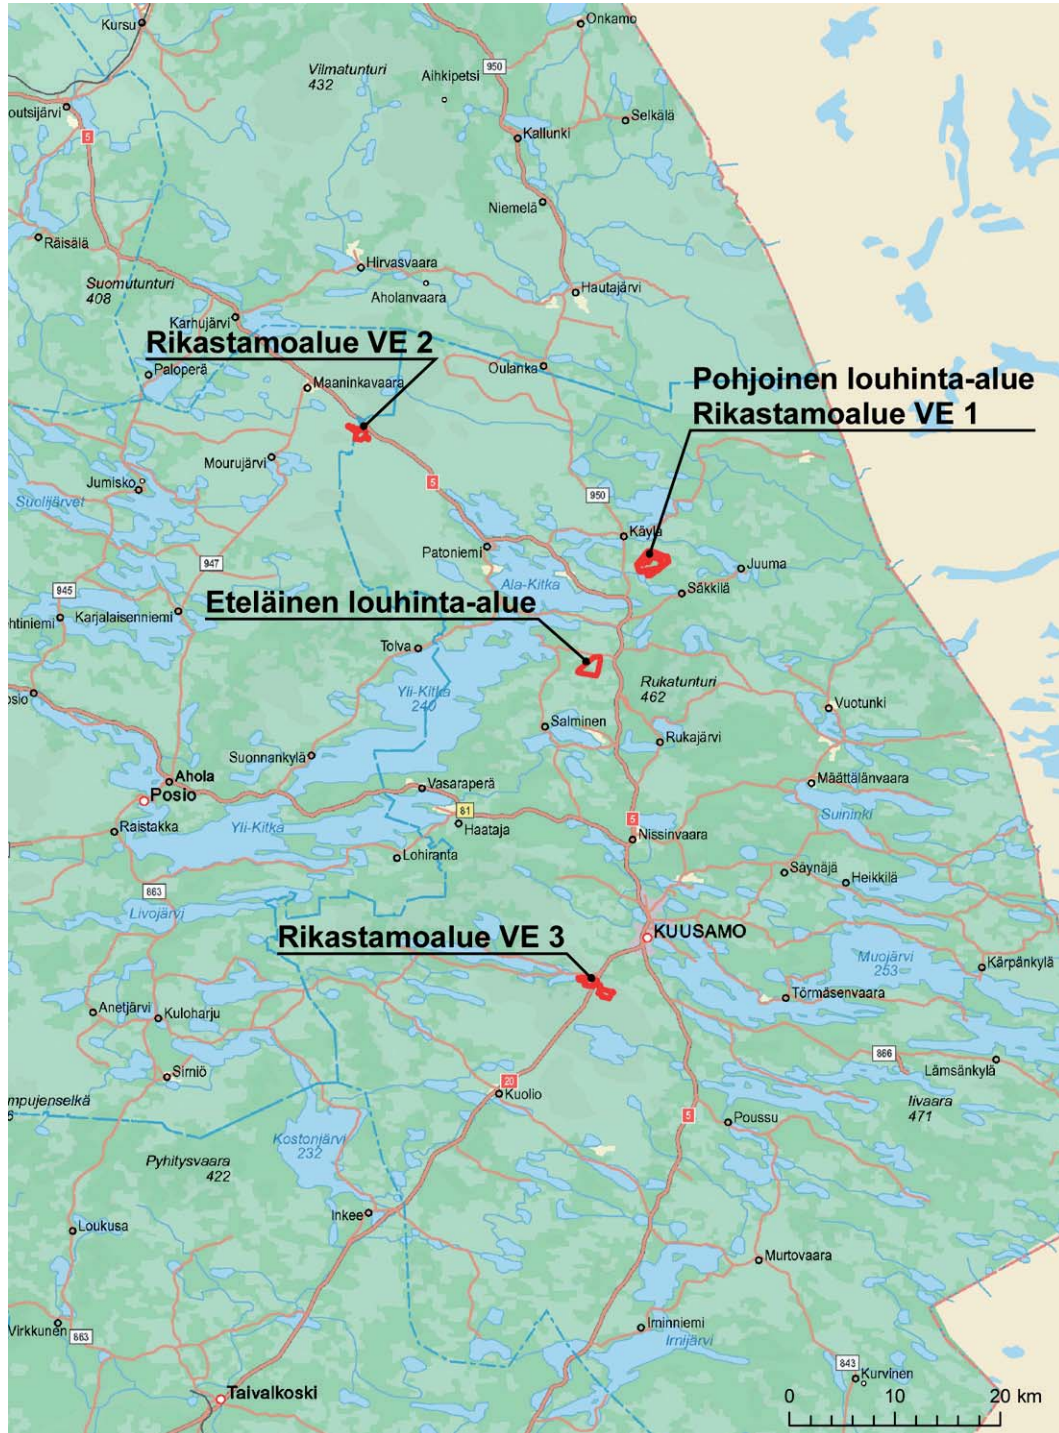 Kursu
Onkamo
Vilmatunturi
432
Aihkipetsi
950
outsijärvi
5
Selkälä
Kallunki
Niemelä
Räisälä
Hirvasvaara
Suomutunturi
408
Aholanvaara
Hautajärvi
Karhujärvi
Rikastamoalue VE 2
Paloperä
Maaninkavaara
Oulanka
Pohjoinen louhinta-alue
Rikastamoalue VE 1
Mourujärvi
Jumisko
Suolijärvet
5
950
Käylä
Patoniemi
947
Juuma
945
Ala-Kitka
Säkkilä
Eteläinen louhinta-alue
htiniemi
Karjalaisenniemi
Tolva
Yli-Kitka
240
Rukatunturi
462
osio
Vuotunki
Salminen
Rukajärvi
Suonnankylä
Ahola
Posio
Vasaraperä
Määttälänvaara
81
Raistakka
Yli-Kitka
Haataja
5
Suininki
Nissinvaara
Lohiranta
Säynäjä
Heikkilä
863
Livojärvi
Rikastamoalue VE 3
KUUSAMO
Muojärvi
253
Kärpänkylä
Törmäsenvaara
Anetjärvi
Kuloharju
866
Lämsänkylä
Sirniö
20
Kuolio
mpujenselkä
Iivaara
471
5
Poussu
Kostonjärvi
232
Pyhitysvaara
422
Inkee
Loukusa
Murtovaara
Virkkunen
863
Irninniemi
Irnijärvi
843
Kurvinen
Taivalkoski
0 10 20 km